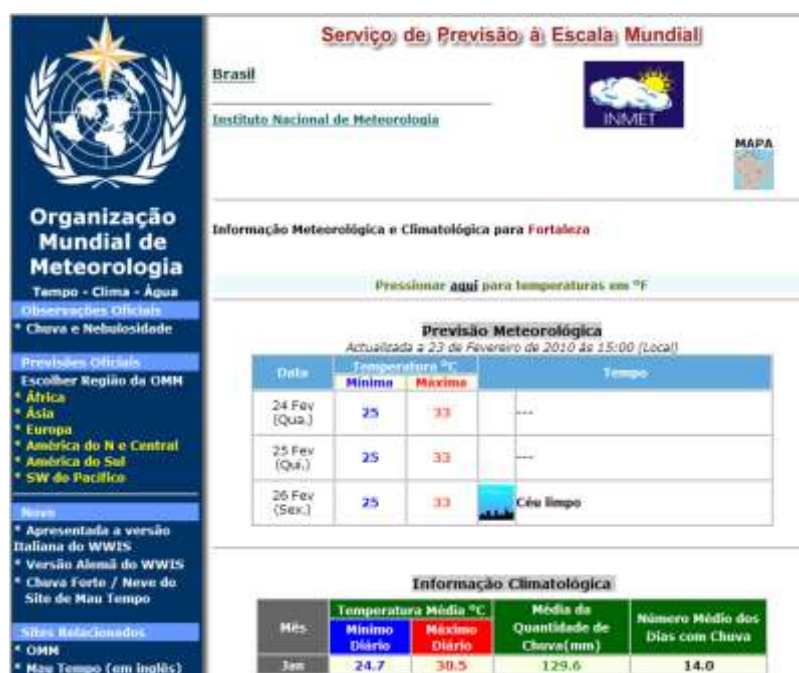 Serviço de Previsão à Escala Mundial
Brasil
Instituto Nacional de Meteorologia
INMET
MAPA
Organização
Mundial de
Meteorologia
Tempo - Clima - Água
Observações Oficiais
* Chuva e Nebulosidade
Previsões Oficiais
Escolher Região da OMM
* África
* Ásia
* Europa
* América do N e Central
* América do Sul
* SW do Pacífico
Novo
* Apresentada a versão
Italiana do WWIS
* Versão Alemã do WWIS
* Chuva Forte / Neve do
Site de Mau Tempo
Sites Relacionados
* OMM
* Mau Tempo (em inglês)
Informação Meteorológica e Climatológica para Fortaleza
Pressionar aqui para temperaturas em °F
Previsão Meteorológica
Actualizada a 23 de Fevereiro de 2010 às 15:00 (Local)
Data Temperatura °C Tempo
Mínima Máxima
24 Fev (Qua.) 25 33 ---
25 Fev (Qui.) 25 33 ---
26 Fev (Sex.) 25 33 Céu limpo
Informação Climatológica
Mês Temperatura Média °C Média da Quantidade de Chuva(mm) Número Médio dos Dias com Chuva
Mínimo Diário Máximo Diário
Jan 24.7 30.5 129.6 14.0